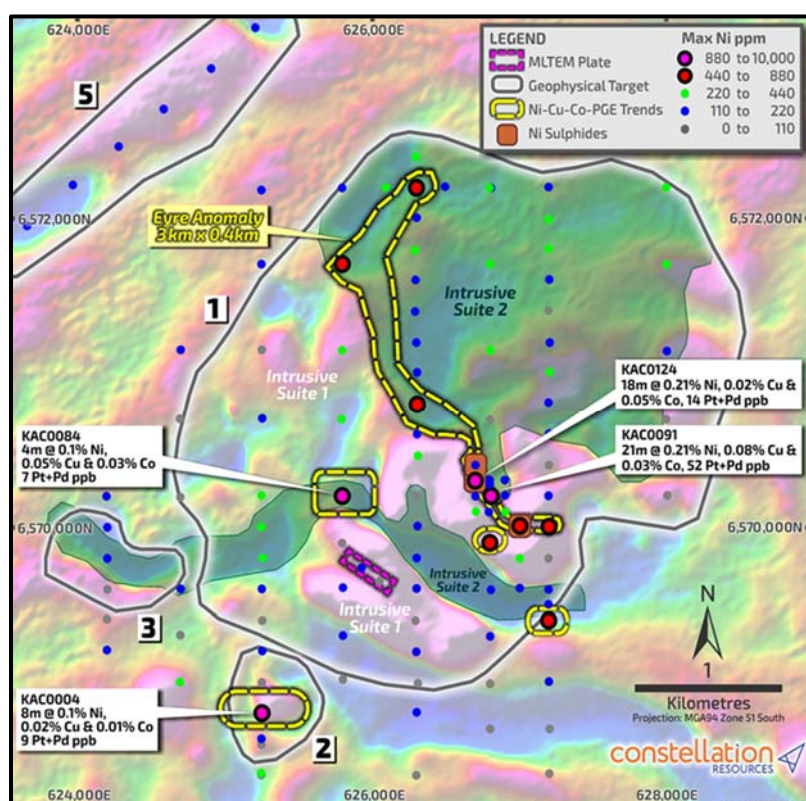 624,000E
626,000E
628,000E
LEGEND
MLTEM Plate
Geophysical Target
Ni-Cu-Co-PGE Trends
Ni Sulphides
Max Ni ppm
880 to 10,000
440 to 880
220 to 440
110 to 220
0 to 110
5
6,572,000N
6,572,000N
Eyre Anomaly
3km x 0.4km
1
Intrusive
Suite 2
Intrusive
Suite 1
KAC0124
18m @ 0.21% Ni, 0.02% Cu &
0.05% Co, 14 Pt+Pd ppb
KAC0084
4m @ 0.1% Ni,
0.05% Cu & 0.03% Co
7 Pt+Pd ppb
KAC0091
21m @ 0.21% Ni, 0.08% Cu &
0.03% Co, 52 Pt+Pd ppb
6,570,000N
6,570,000N
Intrusive
Suite 2
Intrusive
Suite 1
3
N
1
Kilometres
Projection: MGA94 Zone 51 South
KAC0004
8m @ 0.1% Ni,
0.02% Cu & 0.01% Co
9 Pt+Pd ppb
2
constellation
RESOURCES
624,000E
626,000E
628,000E